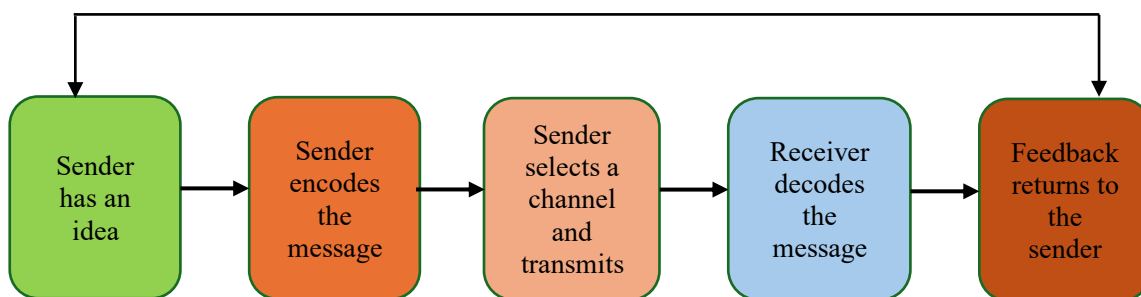 Sender
has an
idea
Sender
encodes
the
message
Sender
selects a
channel
and
transmits
Receiver
decodes
the
message
Feedback
returns to
the
sender